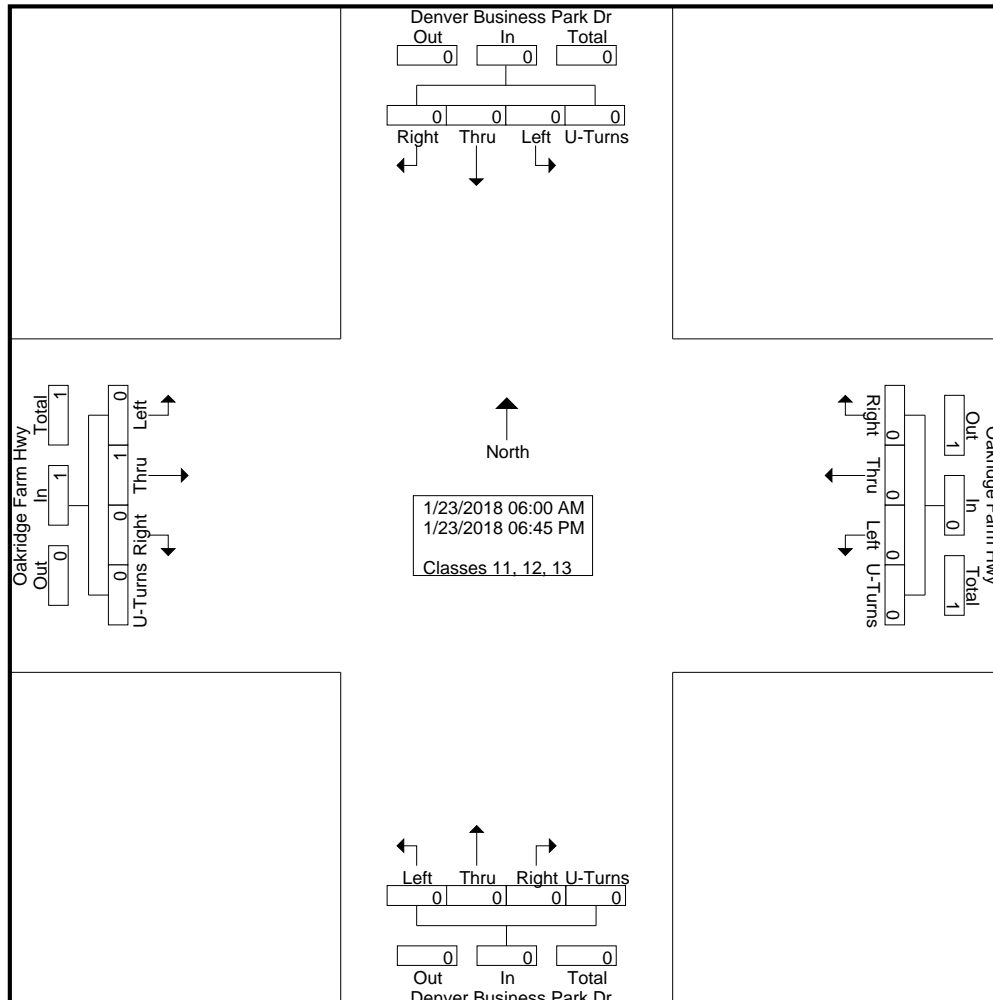 Denver Business Park Dr
Out In Total
0 0 0
0 0 0 0
Right Thru Left U-Turns
Oakridge Farm Hwy
Total In Out
1 1 0
0 1 0 0
Left Thru Right U-Turns
North
1/23/2018 06:00 AM
1/23/2018 06:45 PM
Classes 11, 12, 13
Right Thru Left U-Turns
0 0 0 0
1 0 1
Out In Total
Oakridge Farm Hwy
Left Thru Right U-Turns
0 0 0 0
0 0 0
Out In Total
Denver Business Park Dr